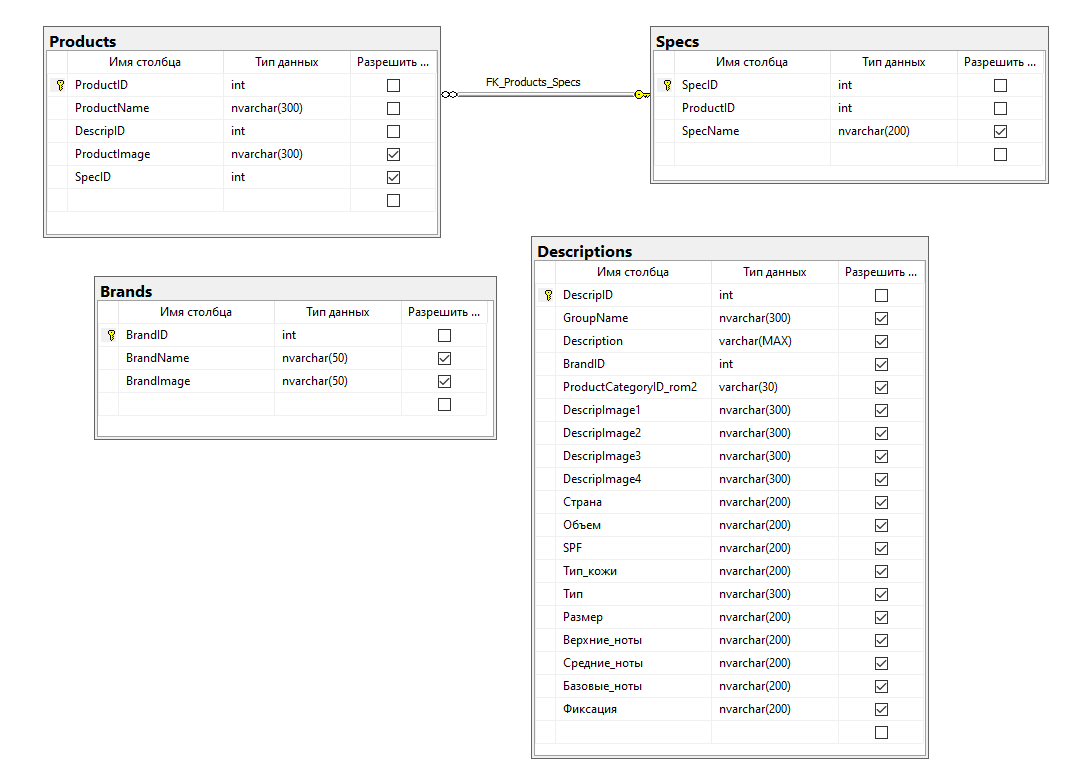 Products
Имя столбца Тип данных Разрешить ...
ProductID int
ProductName nvarchar(300)
DescripID int
ProductImage nvarchar(300)
SpecID int
FK_Products_Specs
Specs
Имя столбца Тип данных Разрешить ...
SpecID int
ProductID int
SpecName nvarchar(200)
Brands
Имя столбца Тип данных Разрешить ...
BrandID int
BrandName nvarchar(50)
BrandImage nvarchar(50)
Descriptions
Имя столбца Тип данных Разрешить ...
DescripID int
GroupName nvarchar(300)
Description varchar(MAX)
BrandID int
ProductCategoryID_rom2 varchar(30)
DescripImage1 nvarchar(300)
DescripImage2 nvarchar(300)
DescripImage3 nvarchar(300)
DescripImage4 nvarchar(300)
Страна nvarchar(200)
Объем nvarchar(200)
SPF nvarchar(200)
Тип_кожи nvarchar(200)
Тип nvarchar(300)
Размер nvarchar(200)
Верхние_ноты nvarchar(200)
Средние_ноты nvarchar(200)
Базовые_ноты nvarchar(200)
Фиксация nvarchar(200)